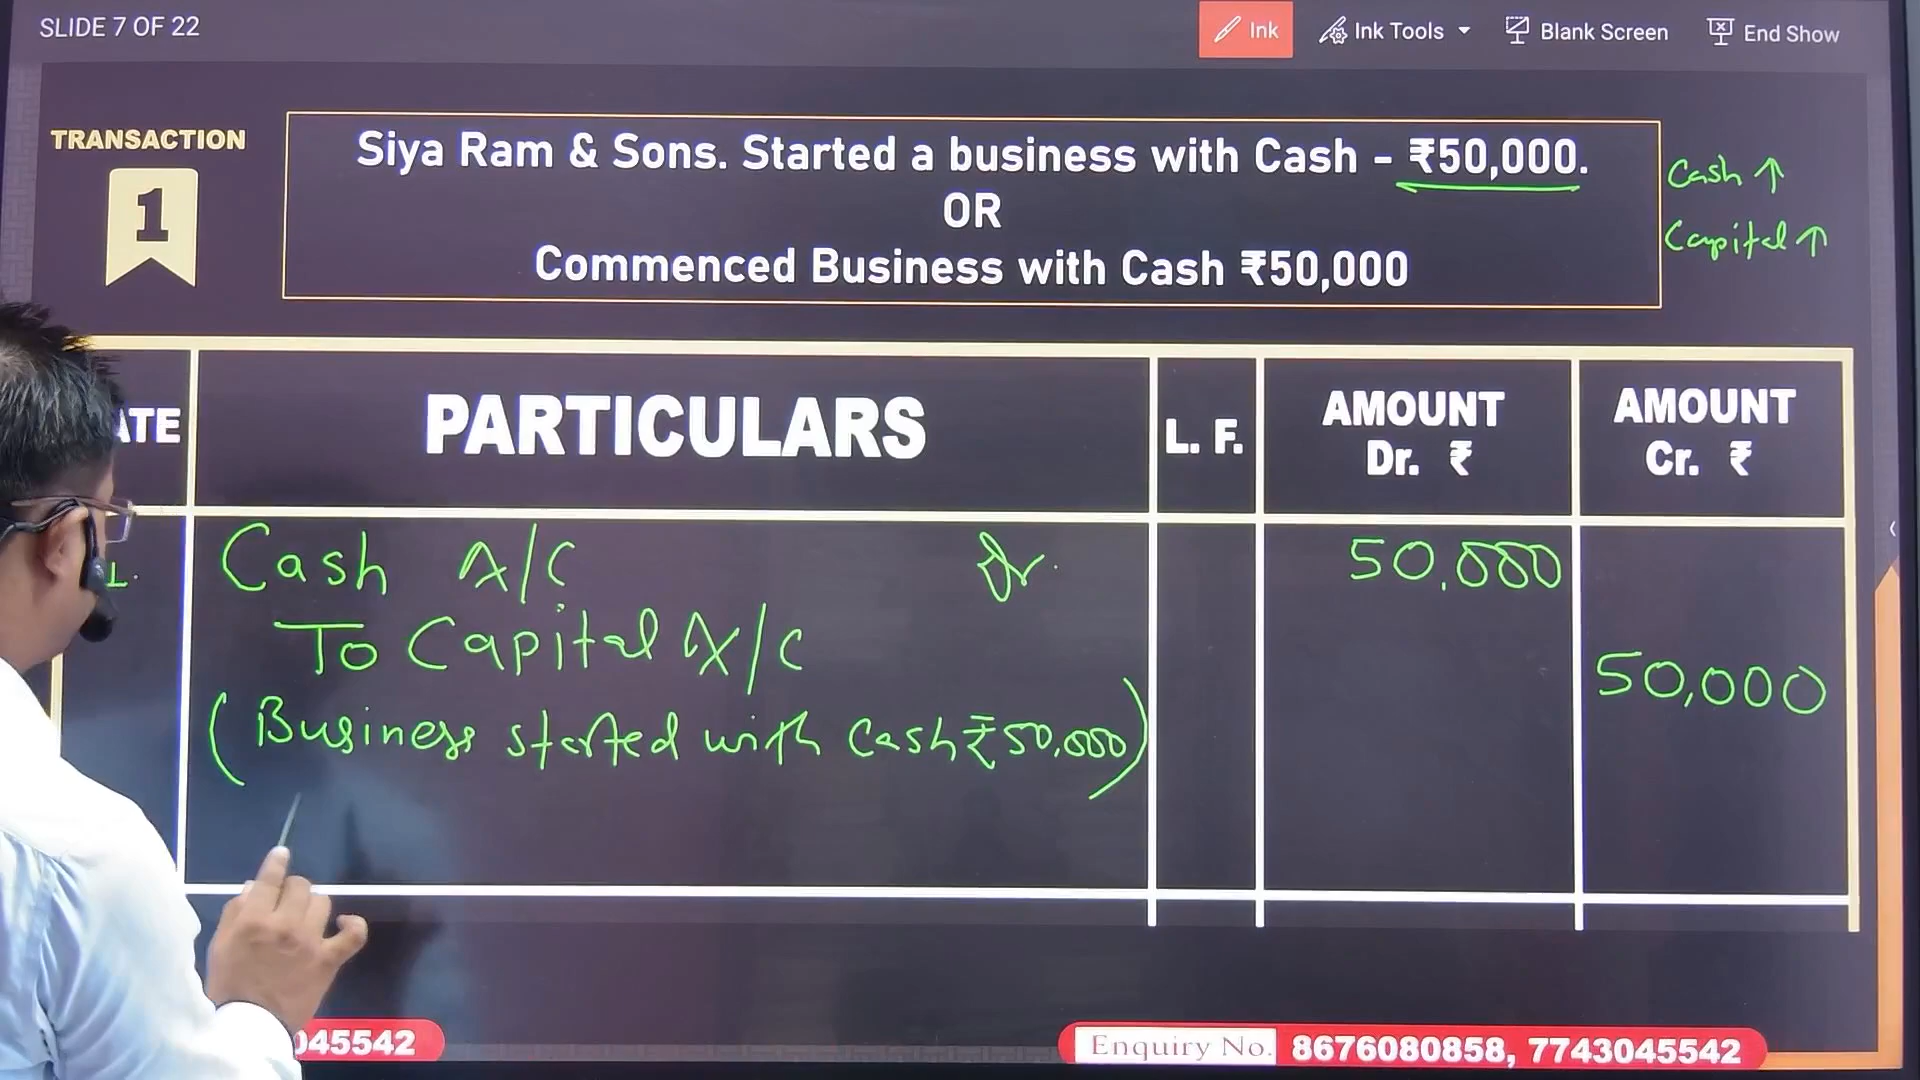 SLIDE 7 OF 22
Ink
Ink Tools
Blank Screen
End Show
TRANSACTION
1
Siya Ram & Sons. Started a business with Cash - ₹50,000.
OR
Commenced Business with Cash ₹50,000
Cash ↑
Capital ↑
ATE
PARTICULARS
L. F.
AMOUNT
Dr. ₹
AMOUNT
Cr. ₹
1.
Cash A/C Dr.
50,000
To Capital A/C
50,000
(Business started with Cash ₹50,000)
045542
Enquiry No. 8676080858, 7743045542